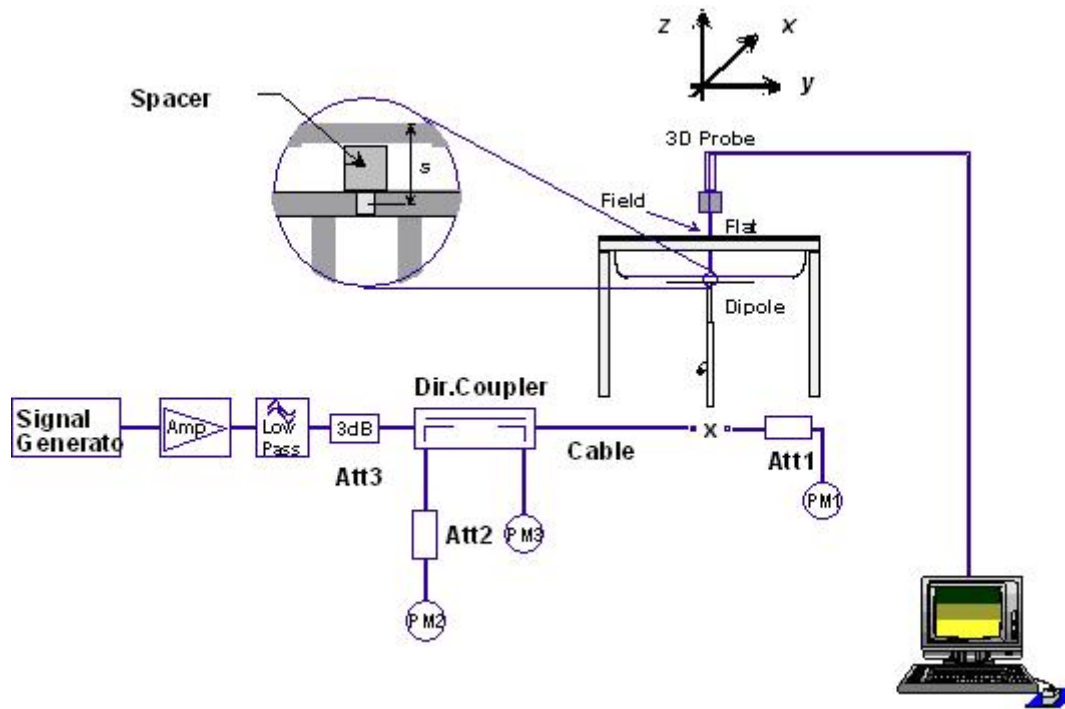 z
x
y
Spacer
s
3D Probe
Field
Flat
Dipole
Dir.Coupler
Signal
Generato
Amp
Low
Pass
3dB
Att3
Cable
x
Att1
PM1
Att2
PM3
PM2